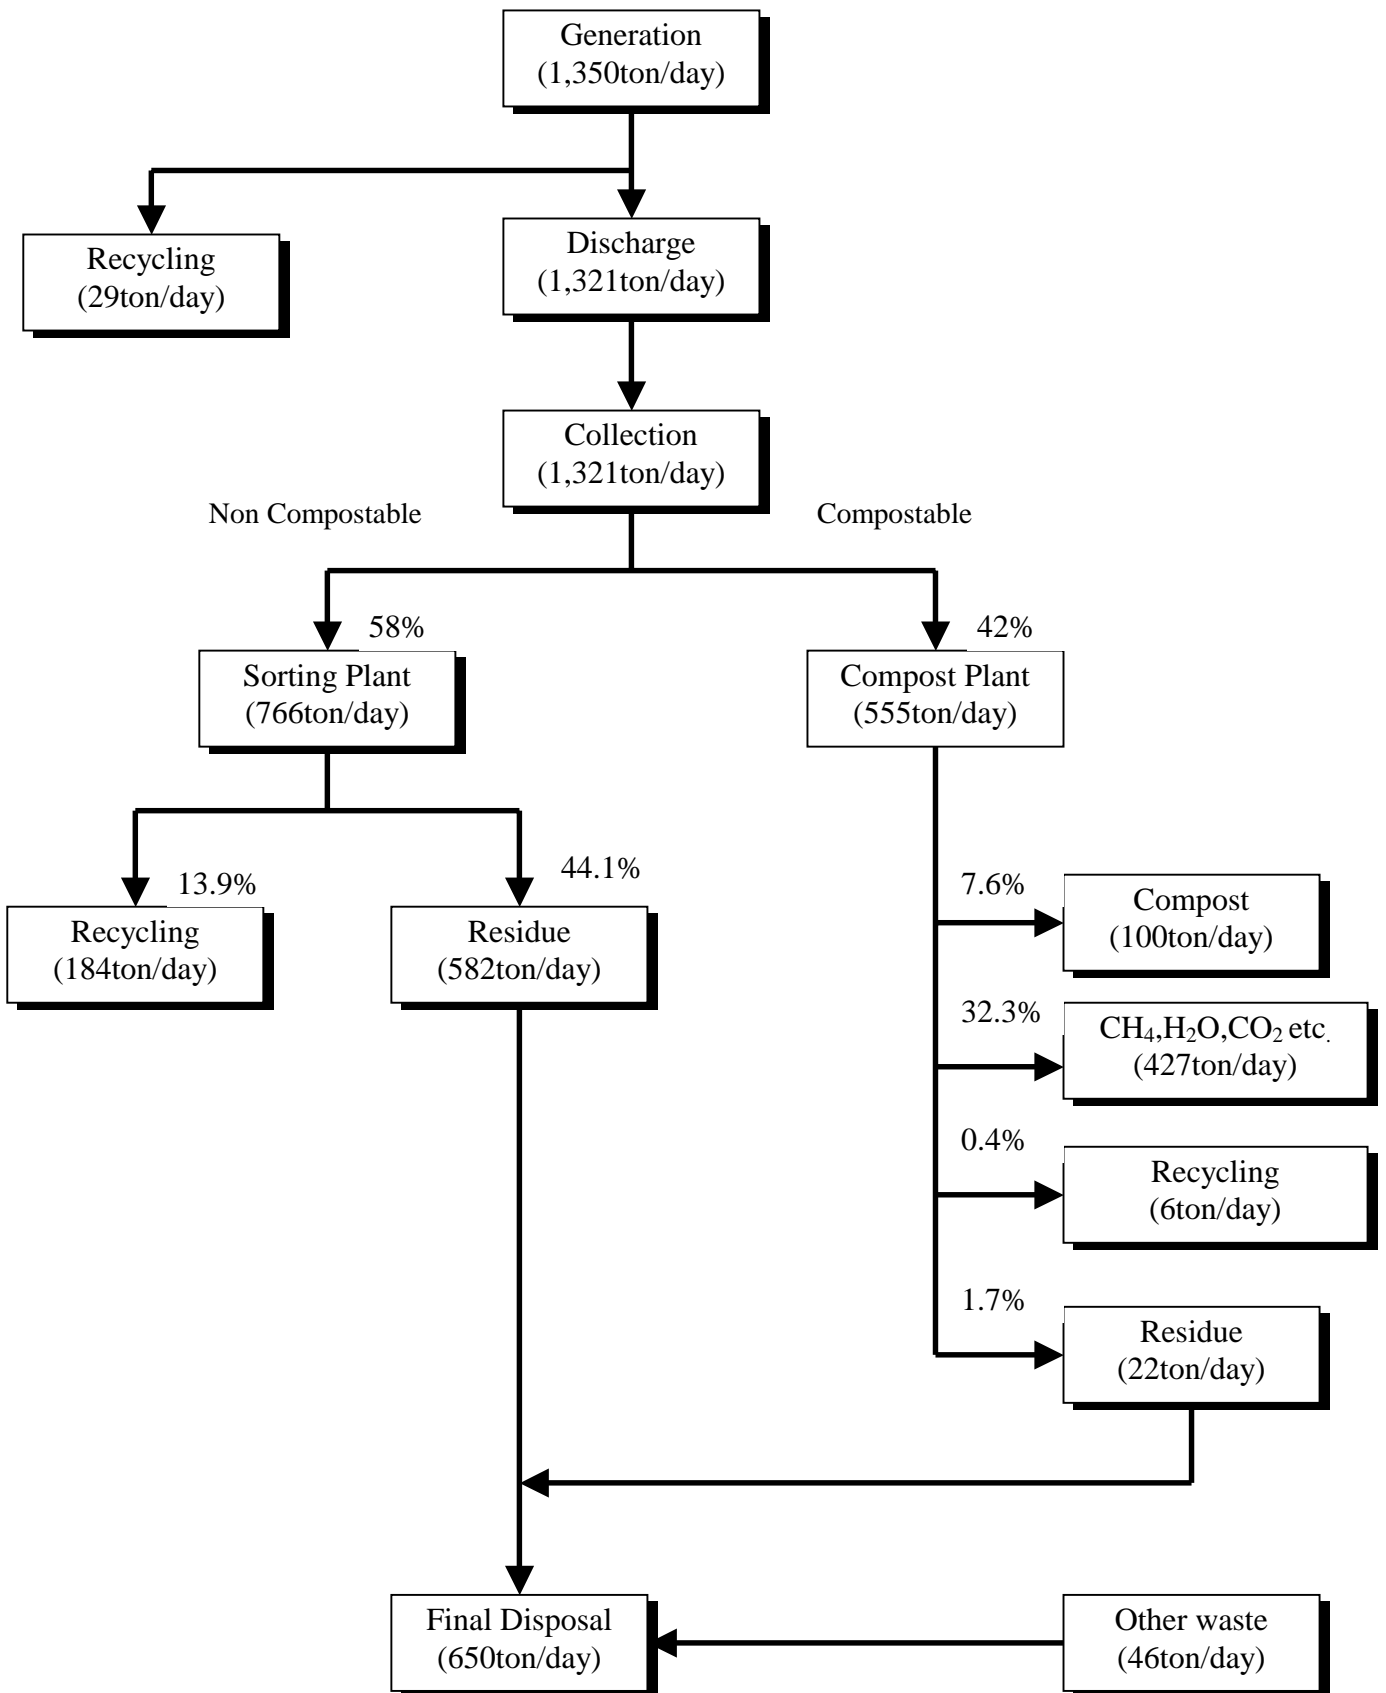 Generation
(1,350ton/day)
Recycling
(29ton/day)
Discharge
(1,321ton/day)
Collection
(1,321ton/day)
Non Compostable
Compostable
58%
42%
Sorting Plant
(766ton/day)
Compost Plant
(555ton/day)
13.9%
44.1%
Recycling
(184ton/day)
Residue
(582ton/day)
7.6%
Compost
(100ton/day)
32.3%
CH₄,H₂O,CO₂ etc.
(427ton/day)
0.4%
Recycling
(6ton/day)
1.7%
Residue
(22ton/day)
Final Disposal
(650ton/day)
Other waste
(46ton/day)